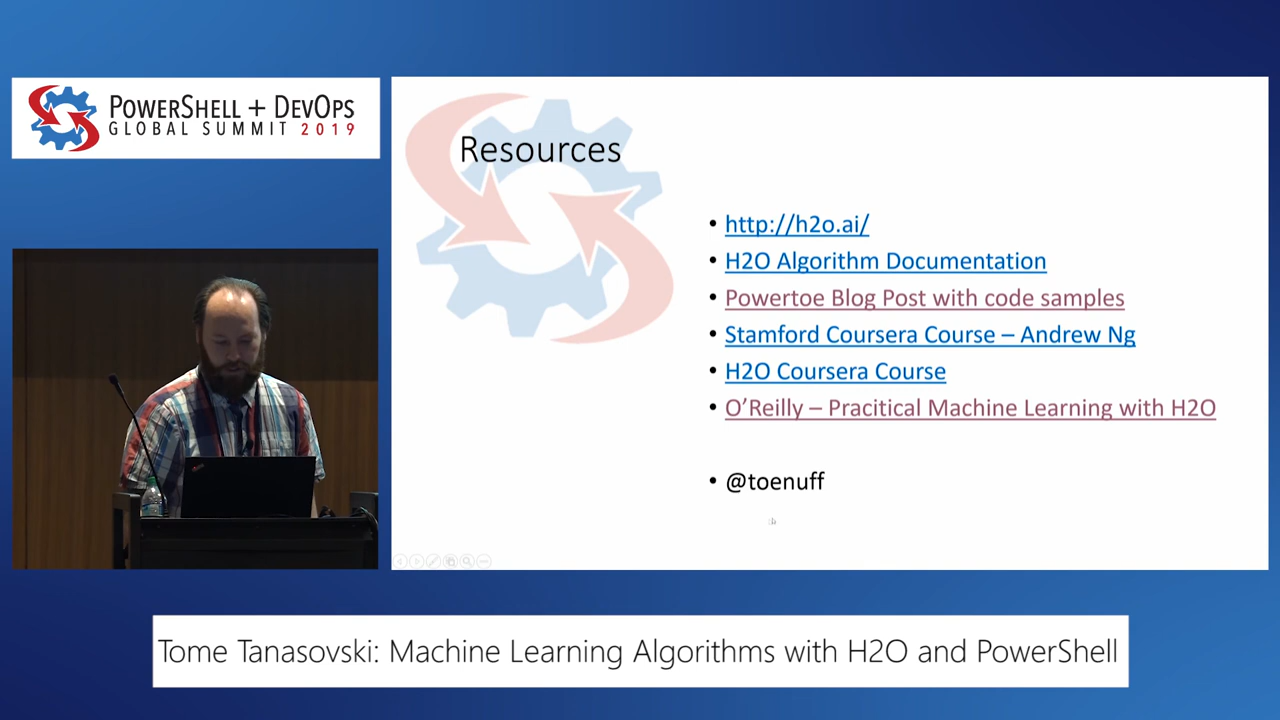 POWERSHELL + DEVOPS
GLOBAL SUMMIT 2019
Resources
• http://h2o.ai/
• H2O Algorithm Documentation
• Powertoe Blog Post with code samples
• Stamford Coursera Course – Andrew Ng
• H2O Coursera Course
• O’Reilly – Pracitical Machine Learning with H2O
• @toenuff
Tome Tanasovski: Machine Learning Algorithms with H2O and PowerShell